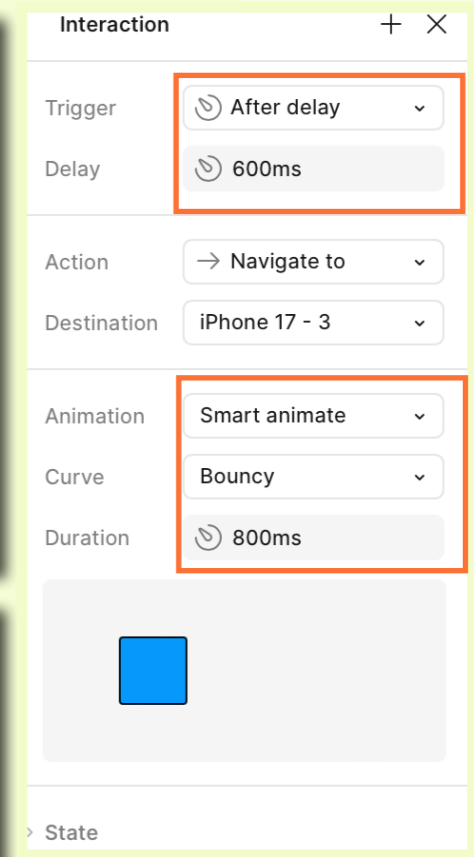 Interaction
Trigger After delay
Delay 600ms
Action Navigate to
Destination iPhone 17 - 3
Animation Smart animate
Curve Bouncy
Duration 800ms
State